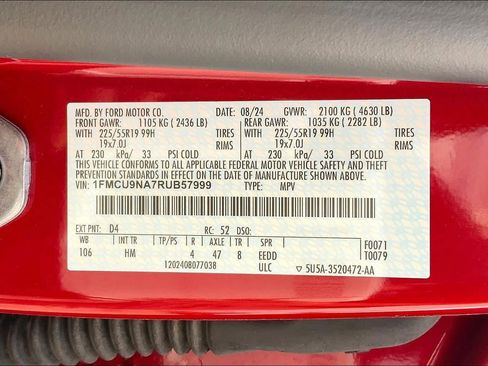 MFD. BY FORD MOTOR CO. 08/24 GVWR: 2100 KG ( 4630 LB)
FRONT GAWR: 1105 KG ( 2436 LB) REAR GAWR: 1035 KG ( 2282 LB)
WITH 225/55R19 99H TIRES WITH 225/55R19 99H TIRES
19x7.0J RIMS 19x7.0J RIMS
AT 230 kPa/ 33 PSI COLD AT 230 kPa/ 33 PSI COLD
THIS VEHICLE CONFORMS TO ALL APPLICABLE FEDERAL MOTOR VEHICLE SAFETY, BUMPER, AND
THEFT PREVENTION STANDARDS IN EFFECT ON THE DATE OF MANUFACTURE SHOWN ABOVE.
VIN: 1FMCU9NA7RUB57999 TYPE: MPV
EXT PNT: D4 RC: 52 DSO:
WB INT TR TP/PS R AXLE TR SPR F0071
106 HM 4 47 8 EEDD T0079
1202408077038 ULC 5U5A-3520472-AA